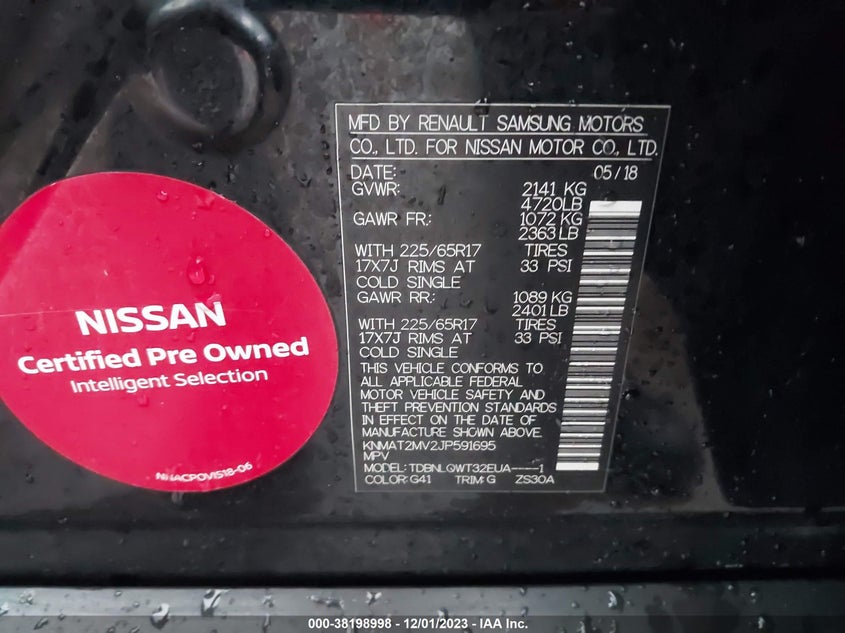 MFD BY RENAULT SAMSUNG MOTORS
CO., LTD. FOR NISSAN MOTOR CO., LTD.
DATE: 05/18
GVWR: 2141 KG
4720LB
GAWR FR: 1072 KG
2363 LB
WITH 225/65R17 TIRES
17X7J RIMS AT 33 PSI
COLD SINGLE
GAWR RR: 1089 KG
2401 LB
WITH 225/65R17 TIRES
17X7J RIMS AT 33 PSI
COLD SINGLE
THIS VEHICLE CONFORMS TO
ALL APPLICABLE FEDERAL
MOTOR VEHICLE SAFETY AND
THEFT PREVENTION STANDARDS
IN EFFECT ON THE DATE OF
MANUFACTURE SHOWN ABOVE.
KNMAT2MV2JP591695
MPV
MODEL: TDBNLGWT32EUA----1
COLOR: G41 TRIM: G ZS30A
NISSAN
Certified Pre Owned
Intelligent Selection
000-38198998 - 12/01/2023 - IAA Inc.